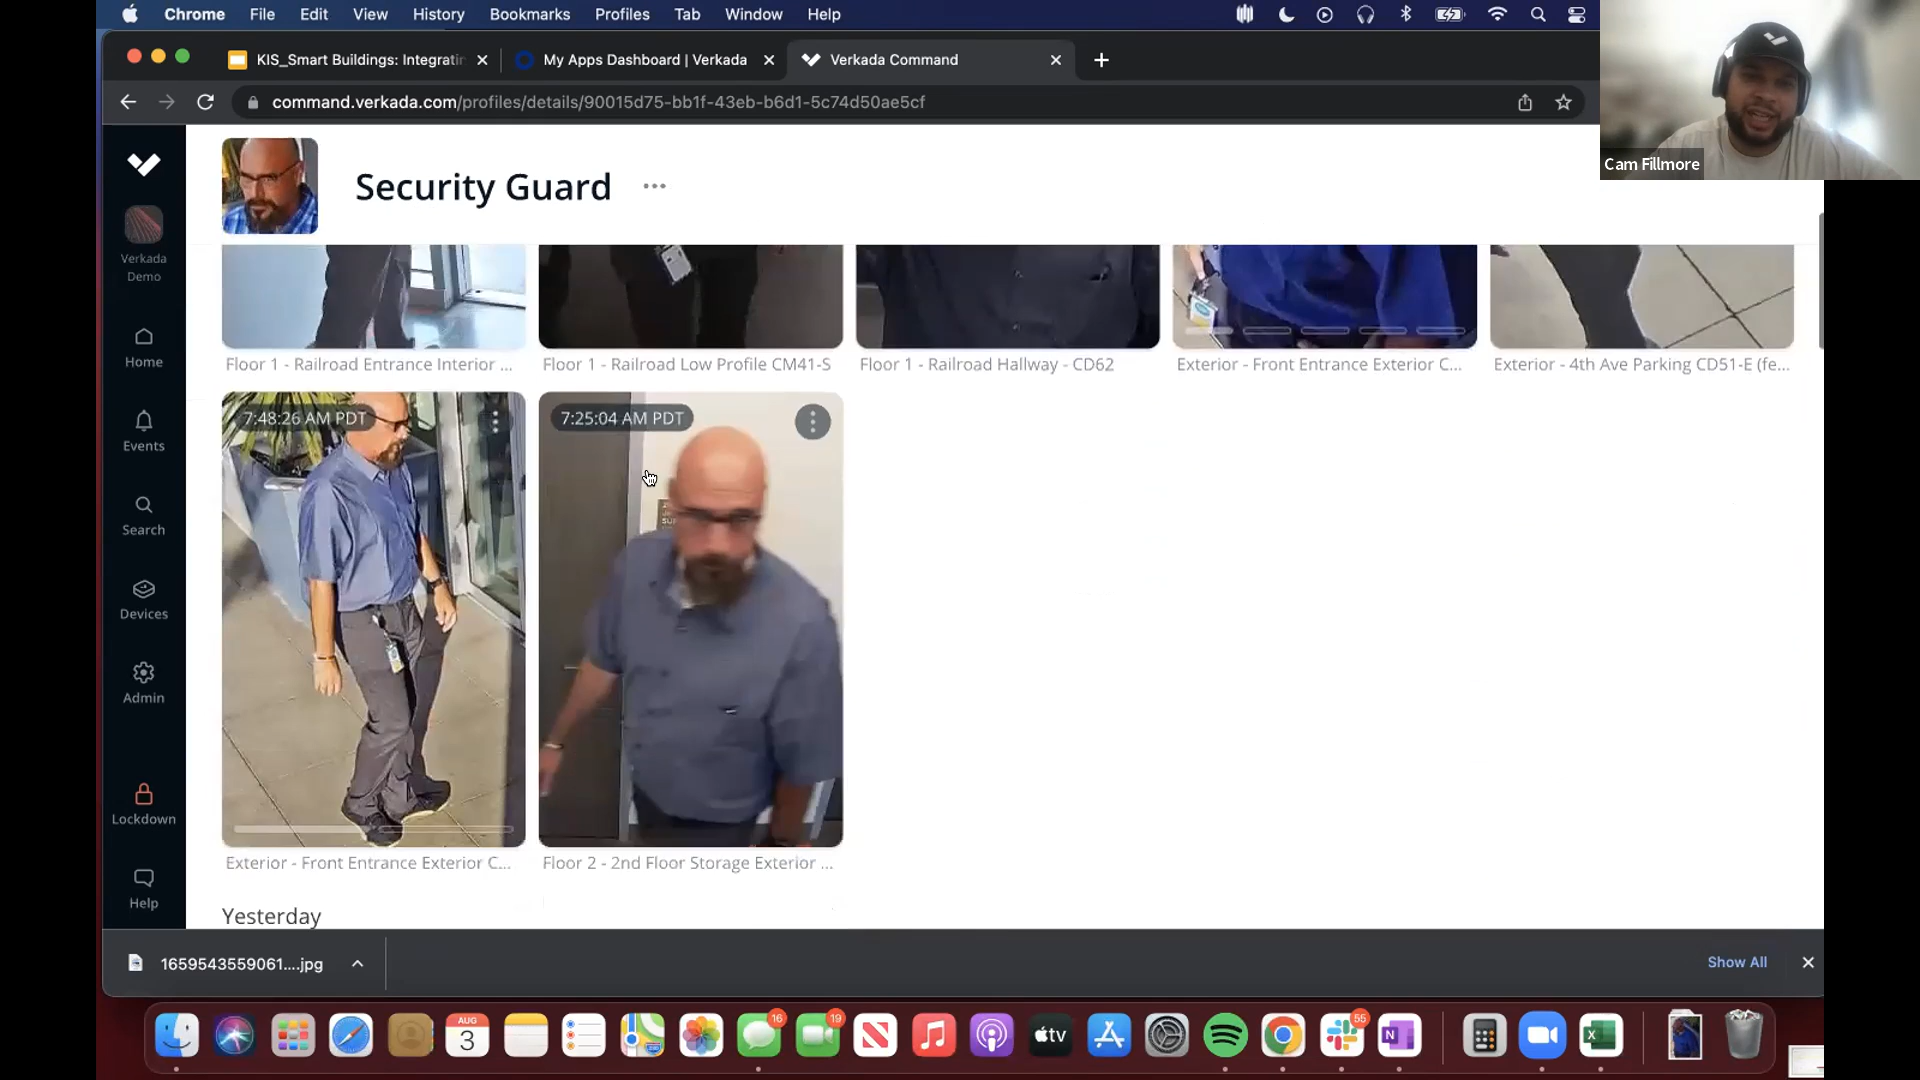 Chrome File Edit View History Bookmarks Profiles Tab Window Help
KIS_Smart Buildings: Integratin
My Apps Dashboard | Verkada
Verkada Command
command.verkada.com/profiles/details/90015d75-bb1f-43eb-b6d1-5c74d50ae5cf
Cam Fillmore
Security Guard
Verkada
Demo
Home
Events
Search
Devices
Admin
Lockdown
Help
Floor 1 - Railroad Entrance Interior ...
Floor 1 - Railroad Low Profile CM41-S
Floor 1 - Railroad Hallway - CD62
Exterior - Front Entrance Exterior C...
Exterior - 4th Ave Parking CD51-E (fe...
7:48:26 AM PDT
7:25:04 AM PDT
Exterior - Front Entrance Exterior C...
Floor 2 - 2nd Floor Storage Exterior ...
Yesterday
1659543559061....jpg
Show All
AUG
3
16
19
tv
55
N
X